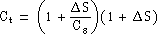 C_t = (1 + ΔS/C_s)(1 + ΔS)